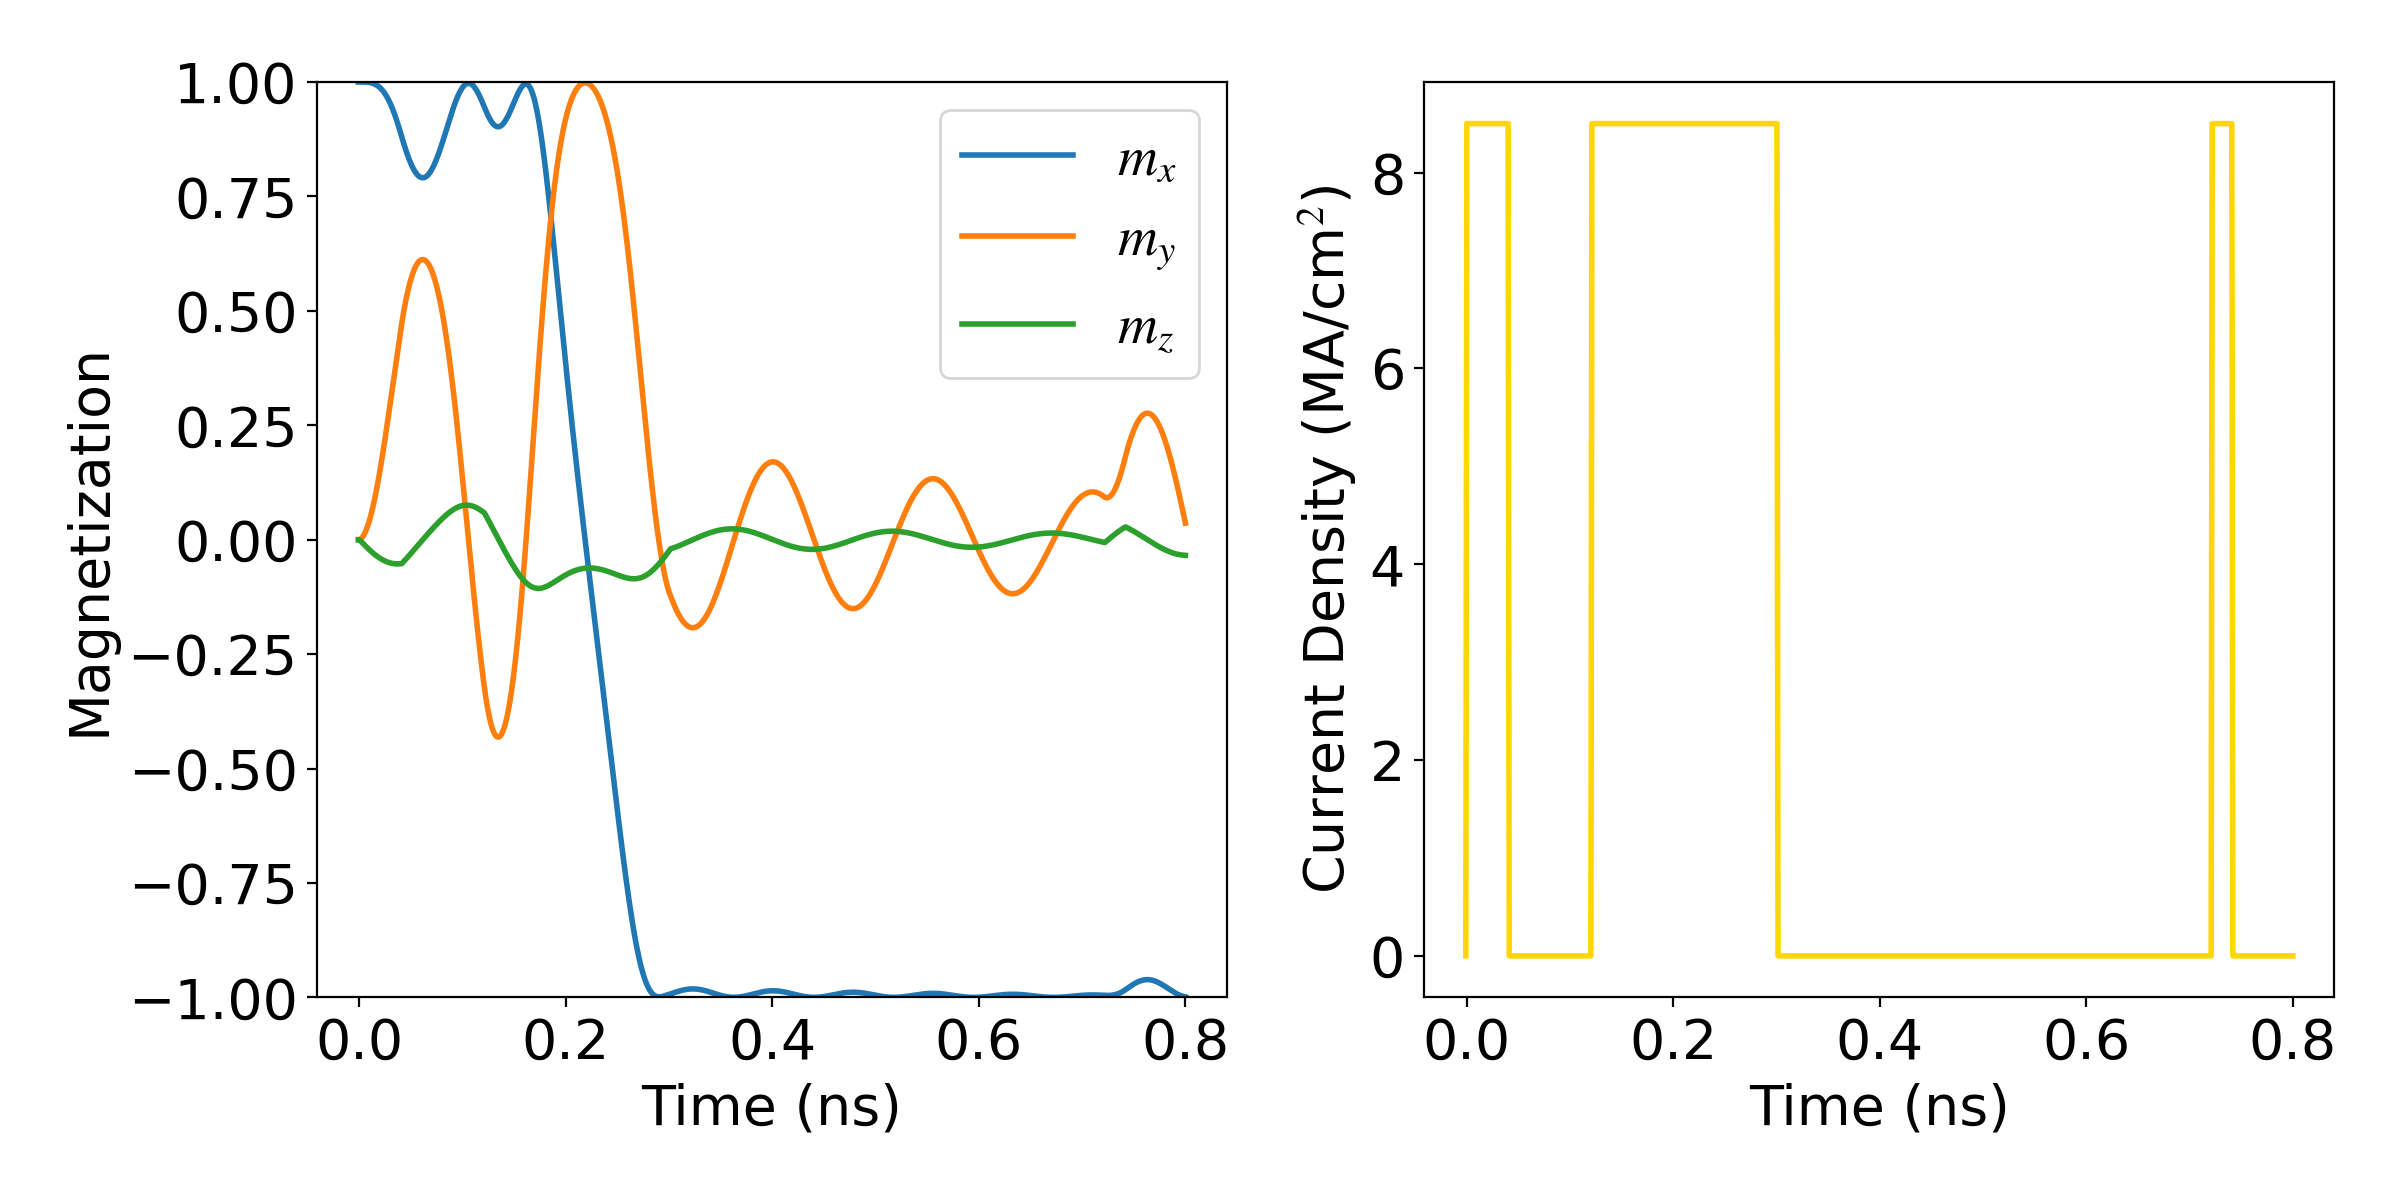 Magnetization
1.00
0.75
0.50
0.25
0.00
−0.25
−0.50
−0.75
−1.00
0.0 0.2 0.4 0.6 0.8
Time (ns)
m_x
m_y
m_z
Current Density (MA/cm²)
8
6
4
2
0
0.0 0.2 0.4 0.6 0.8
Time (ns)